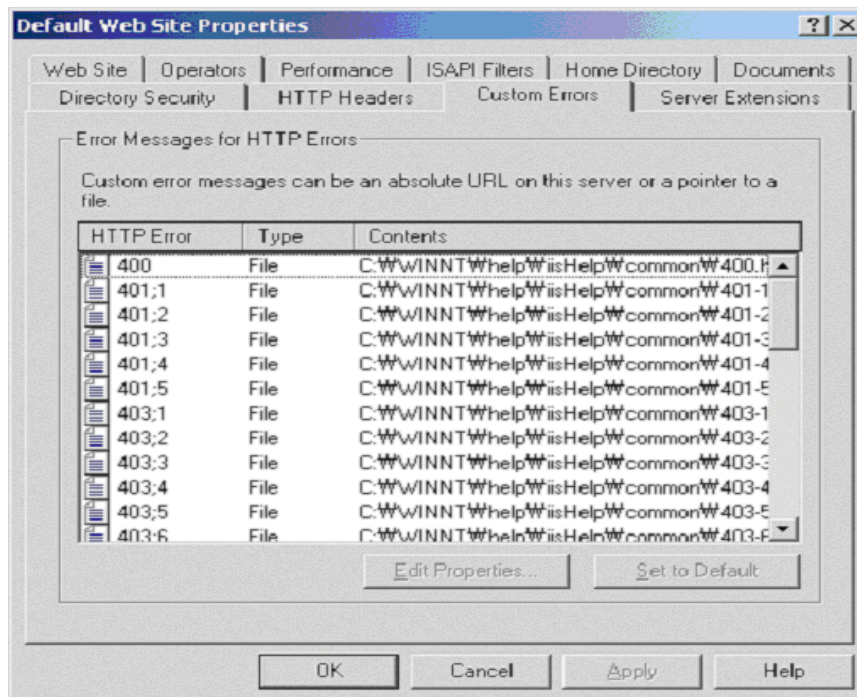 Default Web Site Properties
Web Site Operators Performance ISAPI Filters Home Directory Documents
Directory Security HTTP Headers Custom Errors Server Extensions
Error Messages for HTTP Errors
Custom error messages can be an absolute URL on this server or a pointer to a
file.
HTTP Error Type Contents
400 File C:₩WINNT₩help₩iisHelp₩common₩400.h
401;1 File C:₩WINNT₩help₩iisHelp₩common₩401-1
401;2 File C:₩WINNT₩help₩iisHelp₩common₩401-2
401;3 File C:₩WINNT₩help₩iisHelp₩common₩401-3
401;4 File C:₩WINNT₩help₩iisHelp₩common₩401-4
401;5 File C:₩WINNT₩help₩iisHelp₩common₩401-5
403;1 File C:₩WINNT₩help₩iisHelp₩common₩403-1
403;2 File C:₩WINNT₩help₩iisHelp₩common₩403-2
403;3 File C:₩WINNT₩help₩iisHelp₩common₩403-3
403;4 File C:₩WINNT₩help₩iisHelp₩common₩403-4
403;5 File C:₩WINNT₩help₩iisHelp₩common₩403-5
403;6 File C:₩WINNT₩help₩iisHelp₩common₩403-6
Edit Properties... Set to Default
OK Cancel Apply Help